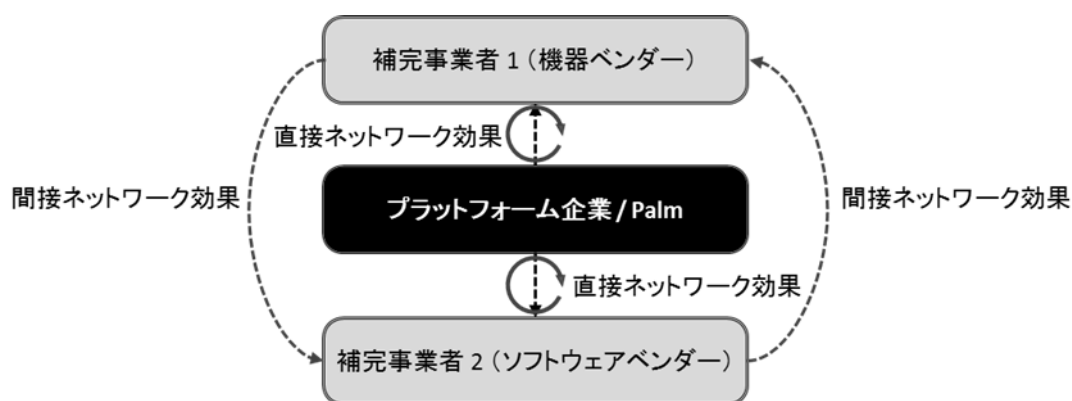 補完事業者 1（機器ベンダー）
直接ネットワーク効果
間接ネットワーク効果
プラットフォーム企業 / Palm
間接ネットワーク効果
直接ネットワーク効果
補完事業者 2（ソフトウェアベンダー）